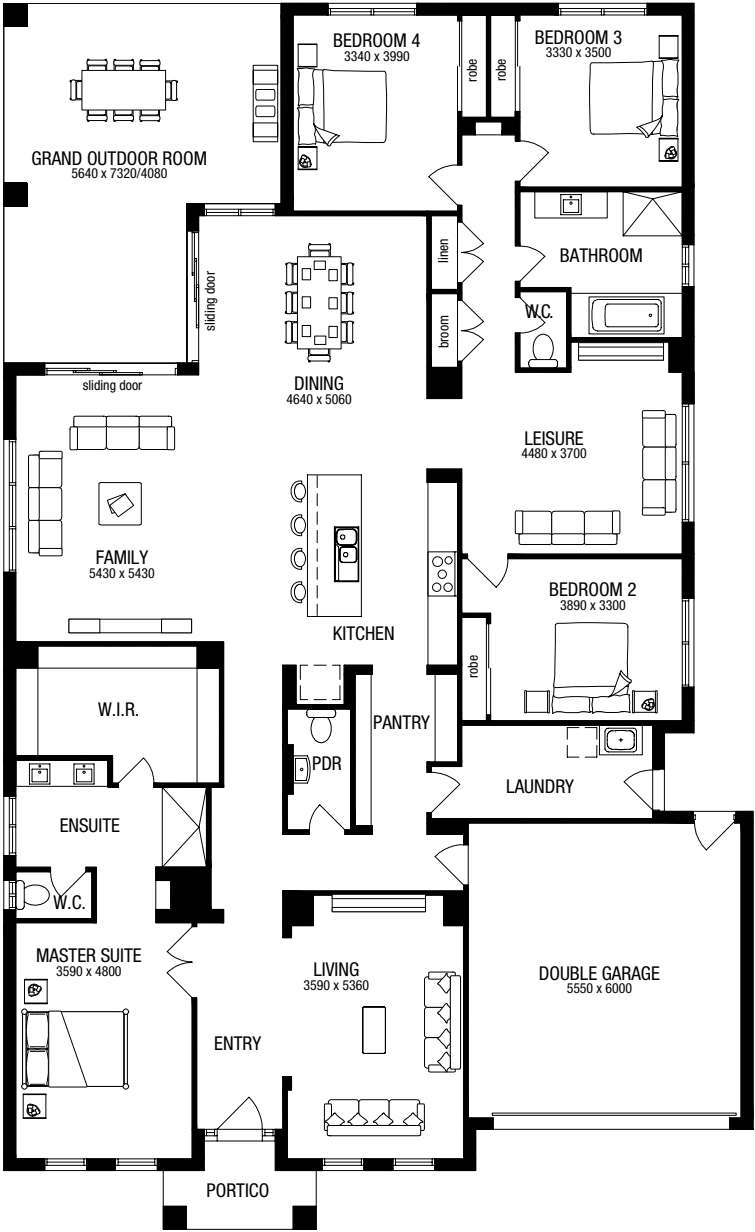 BEDROOM 4
3340 x 3990
robe
robe
BEDROOM 3
3330 x 3500
GRAND OUTDOOR ROOM
5640 x 7320/4080
linen
BATHROOM
sliding door
broom
W.C.
sliding door
DINING
4640 x 5060
LEISURE
4480 x 3700
FAMILY
5430 x 5430
BEDROOM 2
3890 x 3300
KITCHEN
robe
W.I.R.
PANTRY
PDR
LAUNDRY
ENSUITE
W.C.
MASTER SUITE
3590 x 4800
LIVING
3590 x 5360
DOUBLE GARAGE
5550 x 6000
ENTRY
PORTICO